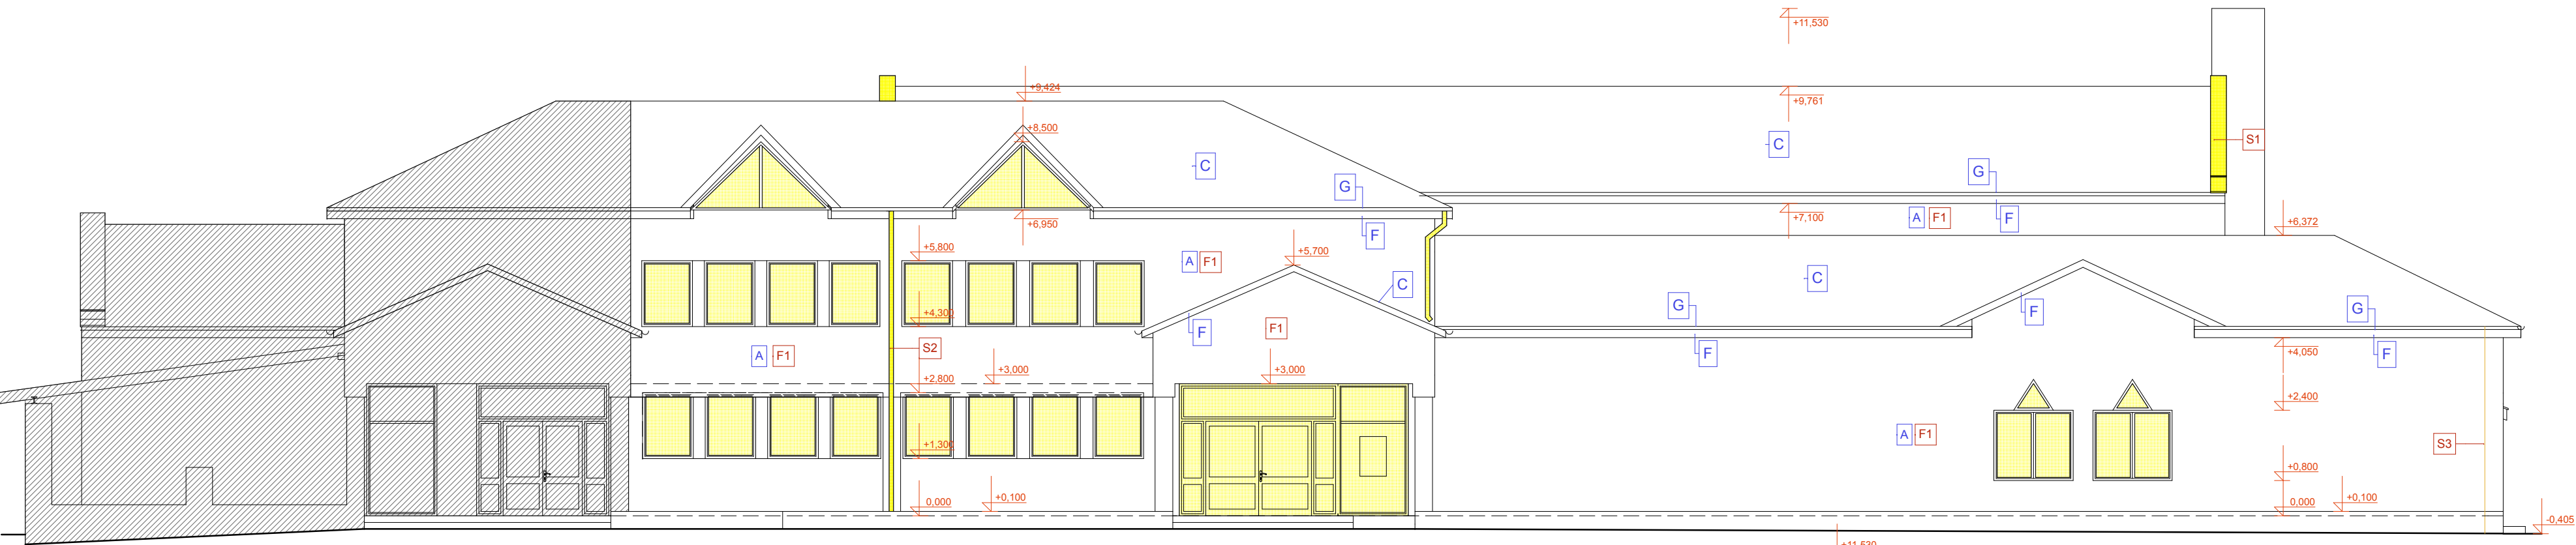 +11,530
+9,424
+9,761
+8,500
S1
C
C
G
G
+6,950
+7,100
A F1
F
+6,372
F
+5,800
+5,700
A F1
C
C
G
G
F
+4,300
F
F1
F
F
A F1
S2
+4,050
+3,000
+3,000
+2,800
+2,400
A F1
S3
+1,300
+0,800
0,000
+0,100
0,000
+0,100
-0,405
+11,530